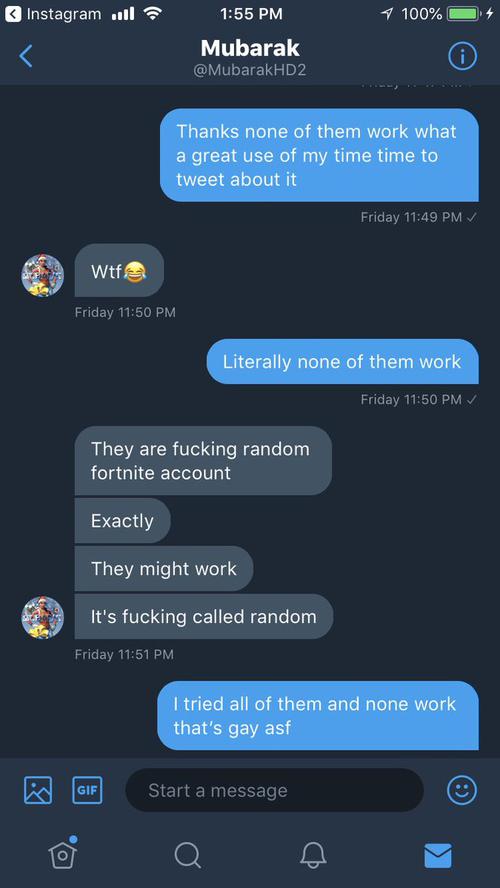 Instagram 1:55 PM 100%
Mubarak
@MubarakHD2
Thanks none of them work what
a great use of my time time to
tweet about it
Friday 11:49 PM ✓
Wtf😂
Friday 11:50 PM
Literally none of them work
Friday 11:50 PM ✓
They are fucking random
fortnite account
Exactly
They might work
It's fucking called random
Friday 11:51 PM
I tried all of them and none work
that's gay asf
GIF
Start a message